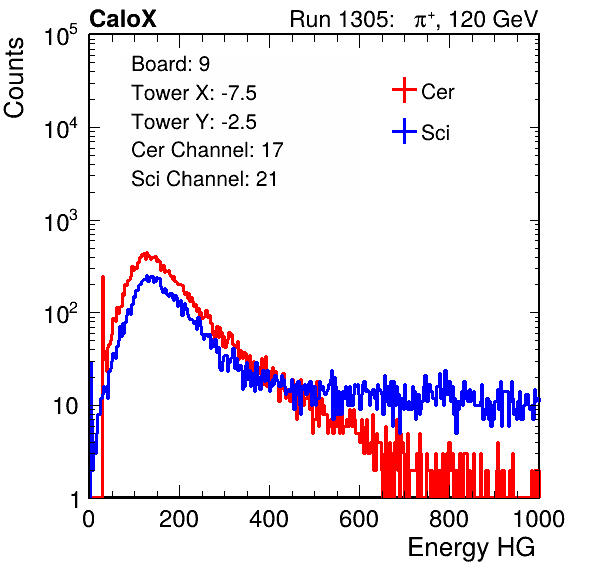 CaloX Run 1305: π⁺, 120 GeV
Counts
10⁵
10⁴
10³
10²
10
1
Board: 9
Tower X: -7.5
Tower Y: -2.5
Cer Channel: 17
Sci Channel: 21
Cer
Sci
0 200 400 600 800 1000
Energy HG